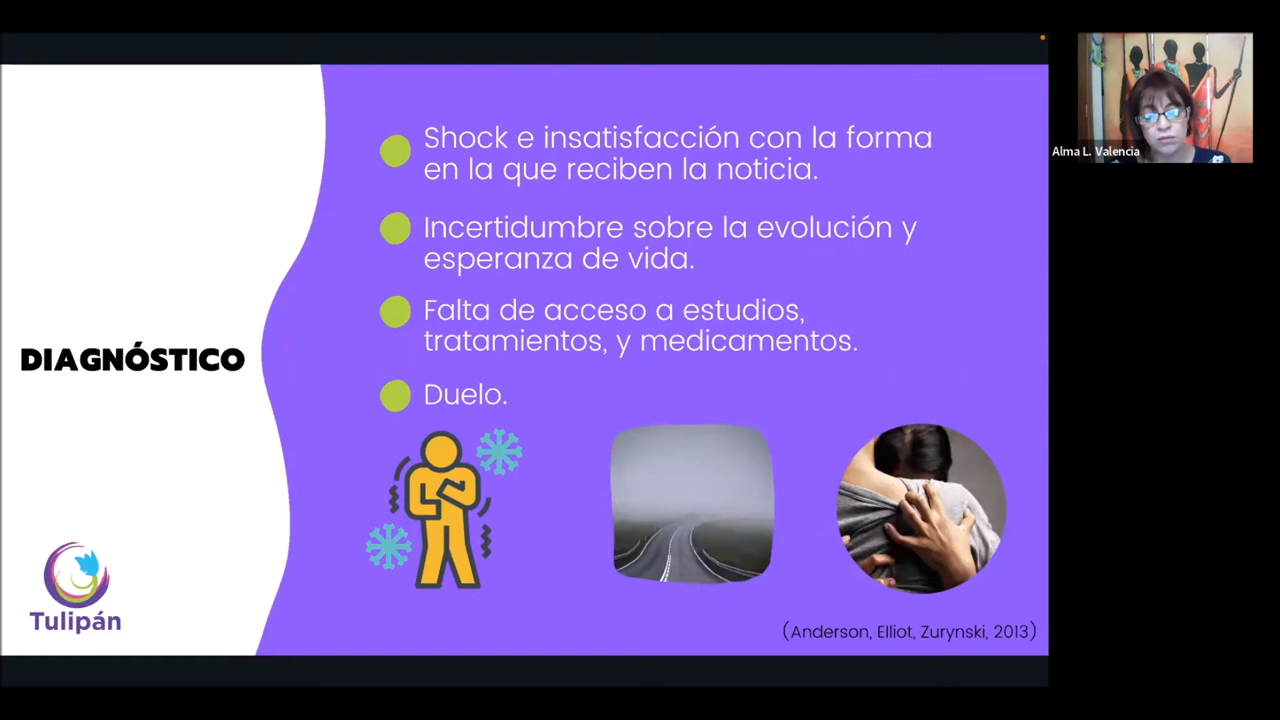 Shock e insatisfacción con la forma
en la que reciben la noticia.
Incertidumbre sobre la evolución y
esperanza de vida.
Falta de acceso a estudios,
tratamientos, y medicamentos.
Duelo.
DIAGNÓSTICO
Tulipán
(Anderson, Elliot, Zurynski, 2013)
Alma L. Valencia